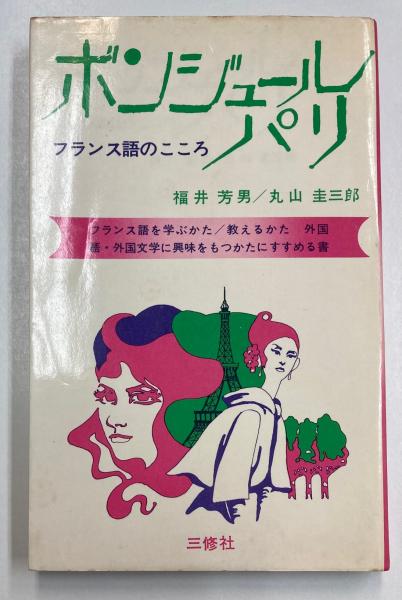 ボンジュール
パリ
フランス語のこころ
福井 芳男／丸山 圭三郎
フランス語を学ぶかた／教えるかた 外国
語・外国文学に興味をもつかたにすすめる書
三修社